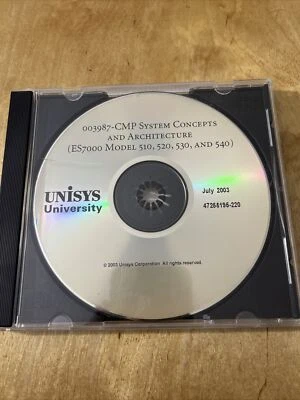 003987-CMP SYSTEM CONCEPTS
AND ARCHITECTURE
(ES7000 MODEL 510, 520, 530, AND 540)
UNISYS
University
July 2003
47268195-220
© 2003 Unisys Corporation All rights reserved.